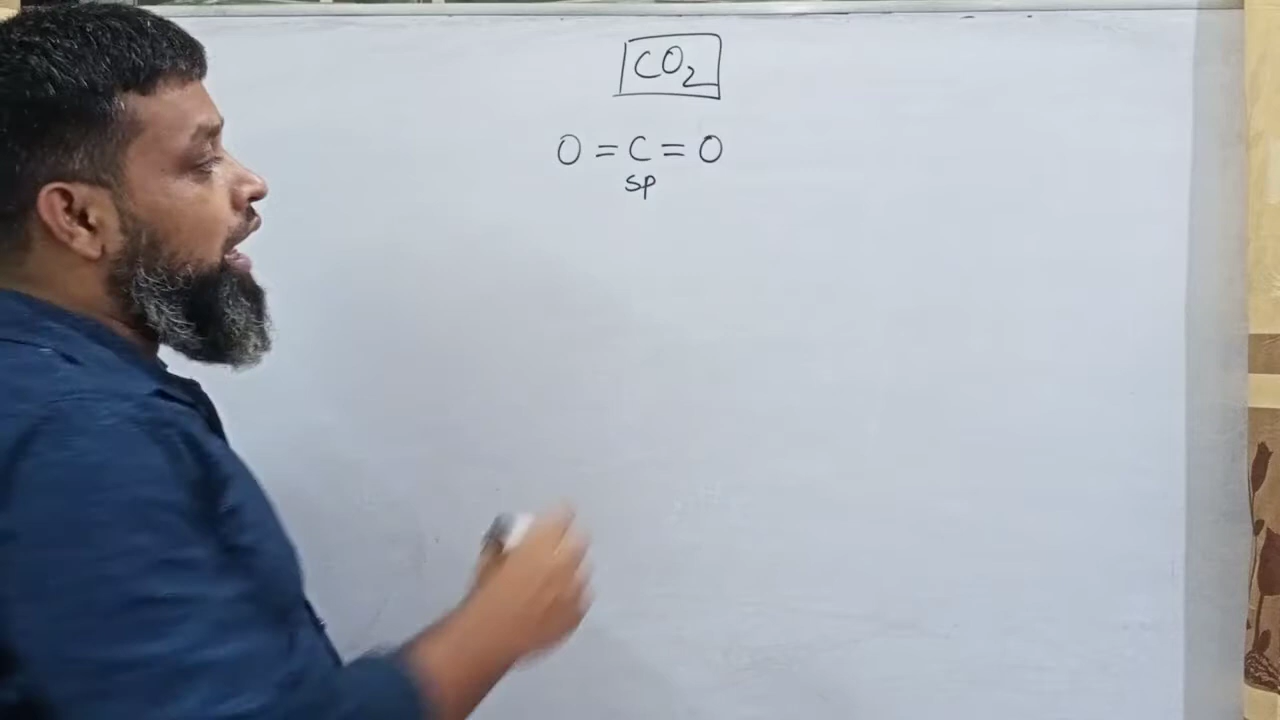 CO₂
O = C = O
sp